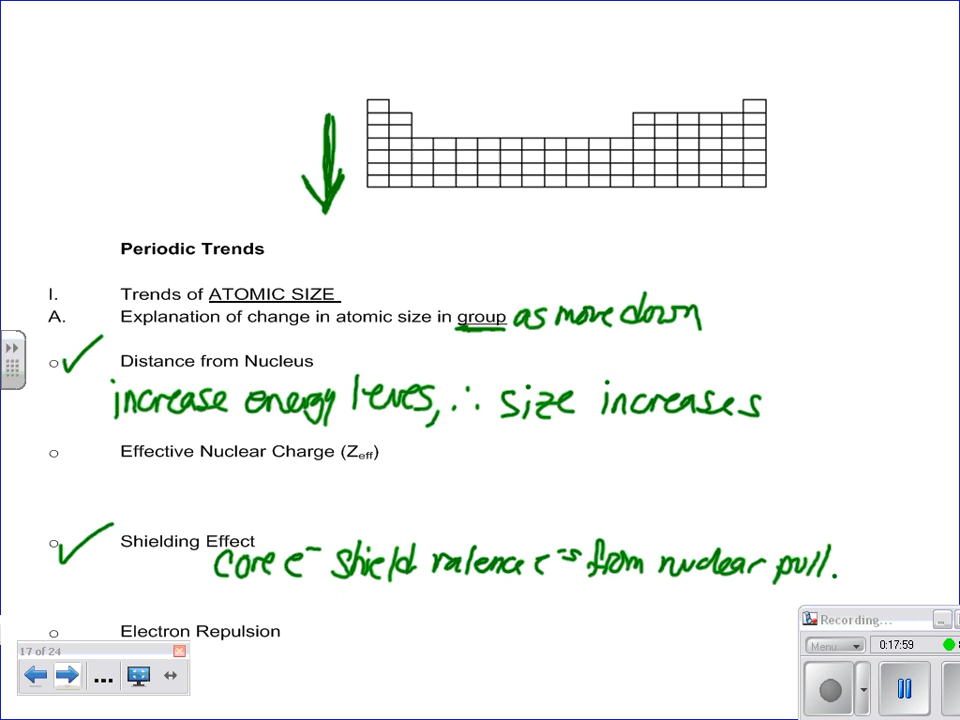 Periodic Trends
I. Trends of ATOMIC SIZE
A. Explanation of change in atomic size in group as move down
o Distance from Nucleus
increase energy levels, ∴ size increases
o Effective Nuclear Charge (Zeff)
o Shielding Effect
core e⁻ shield valence e⁻s from nuclear pull.
o Electron Repulsion
17 of 24
...
Recording...
Menu
0:17:59